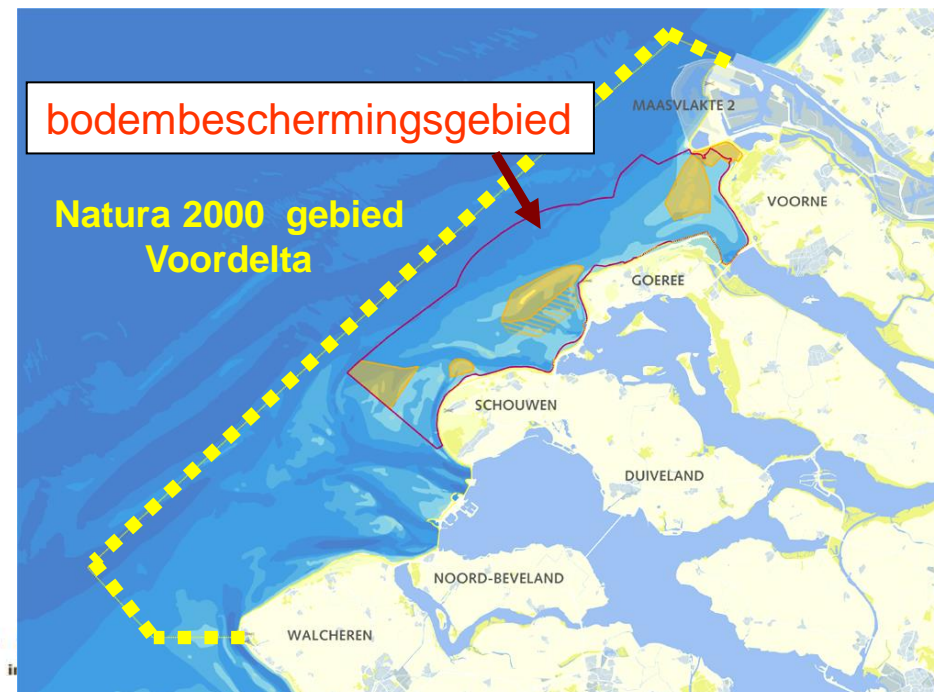 MAASVLAKTE 2
bodembeschermingsgebied
Natura 2000 gebied
Voordelta
VOORNE
GOEREE
SCHOUWEN
DUIVELAND
NOORD-BEVELAND
WALCHEREN